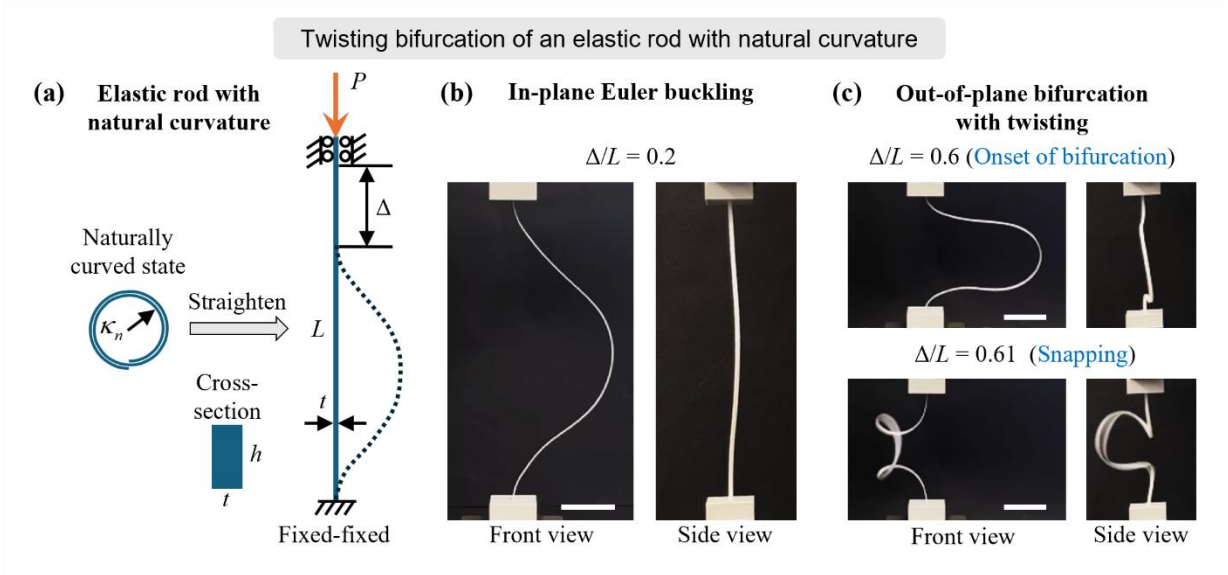 Twisting bifurcation of an elastic rod with natural curvature
(a) Elastic rod with
natural curvature
P
Δ
Naturally
curved state
κn
Straighten
L
Cross-
section
t
h
t
Fixed-fixed
(b) In-plane Euler buckling
Δ/L = 0.2
Front view
Side view
(c) Out-of-plane bifurcation
with twisting
Δ/L = 0.6 (Onset of bifurcation)
Δ/L = 0.61 (Snapping)
Front view
Side view